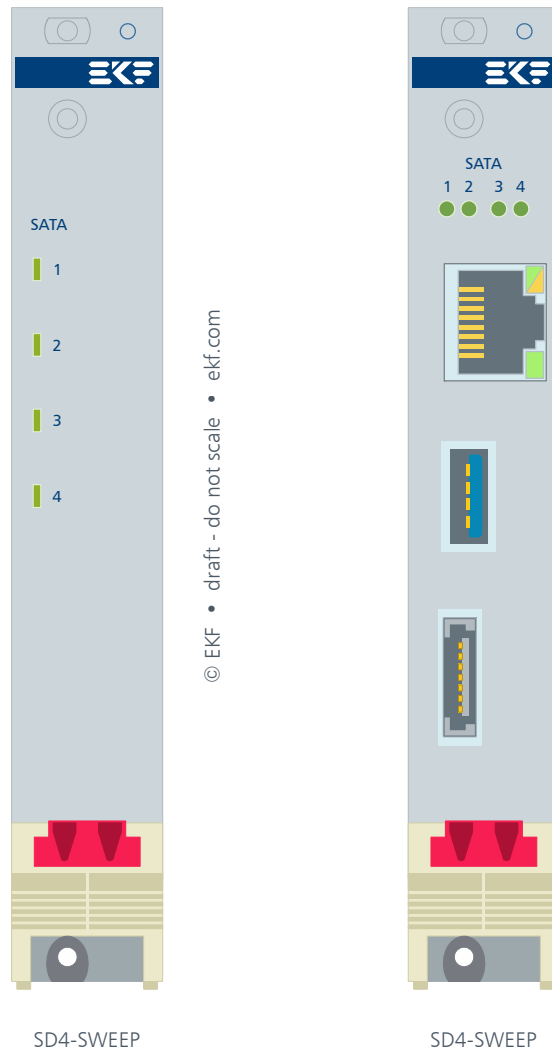 EKF
SATA
1
2
3
4
© EKF • draft - do not scale • ekf.com
EKF
SATA
1 2 3 4
SD4-SWEEP
SD4-SWEEP